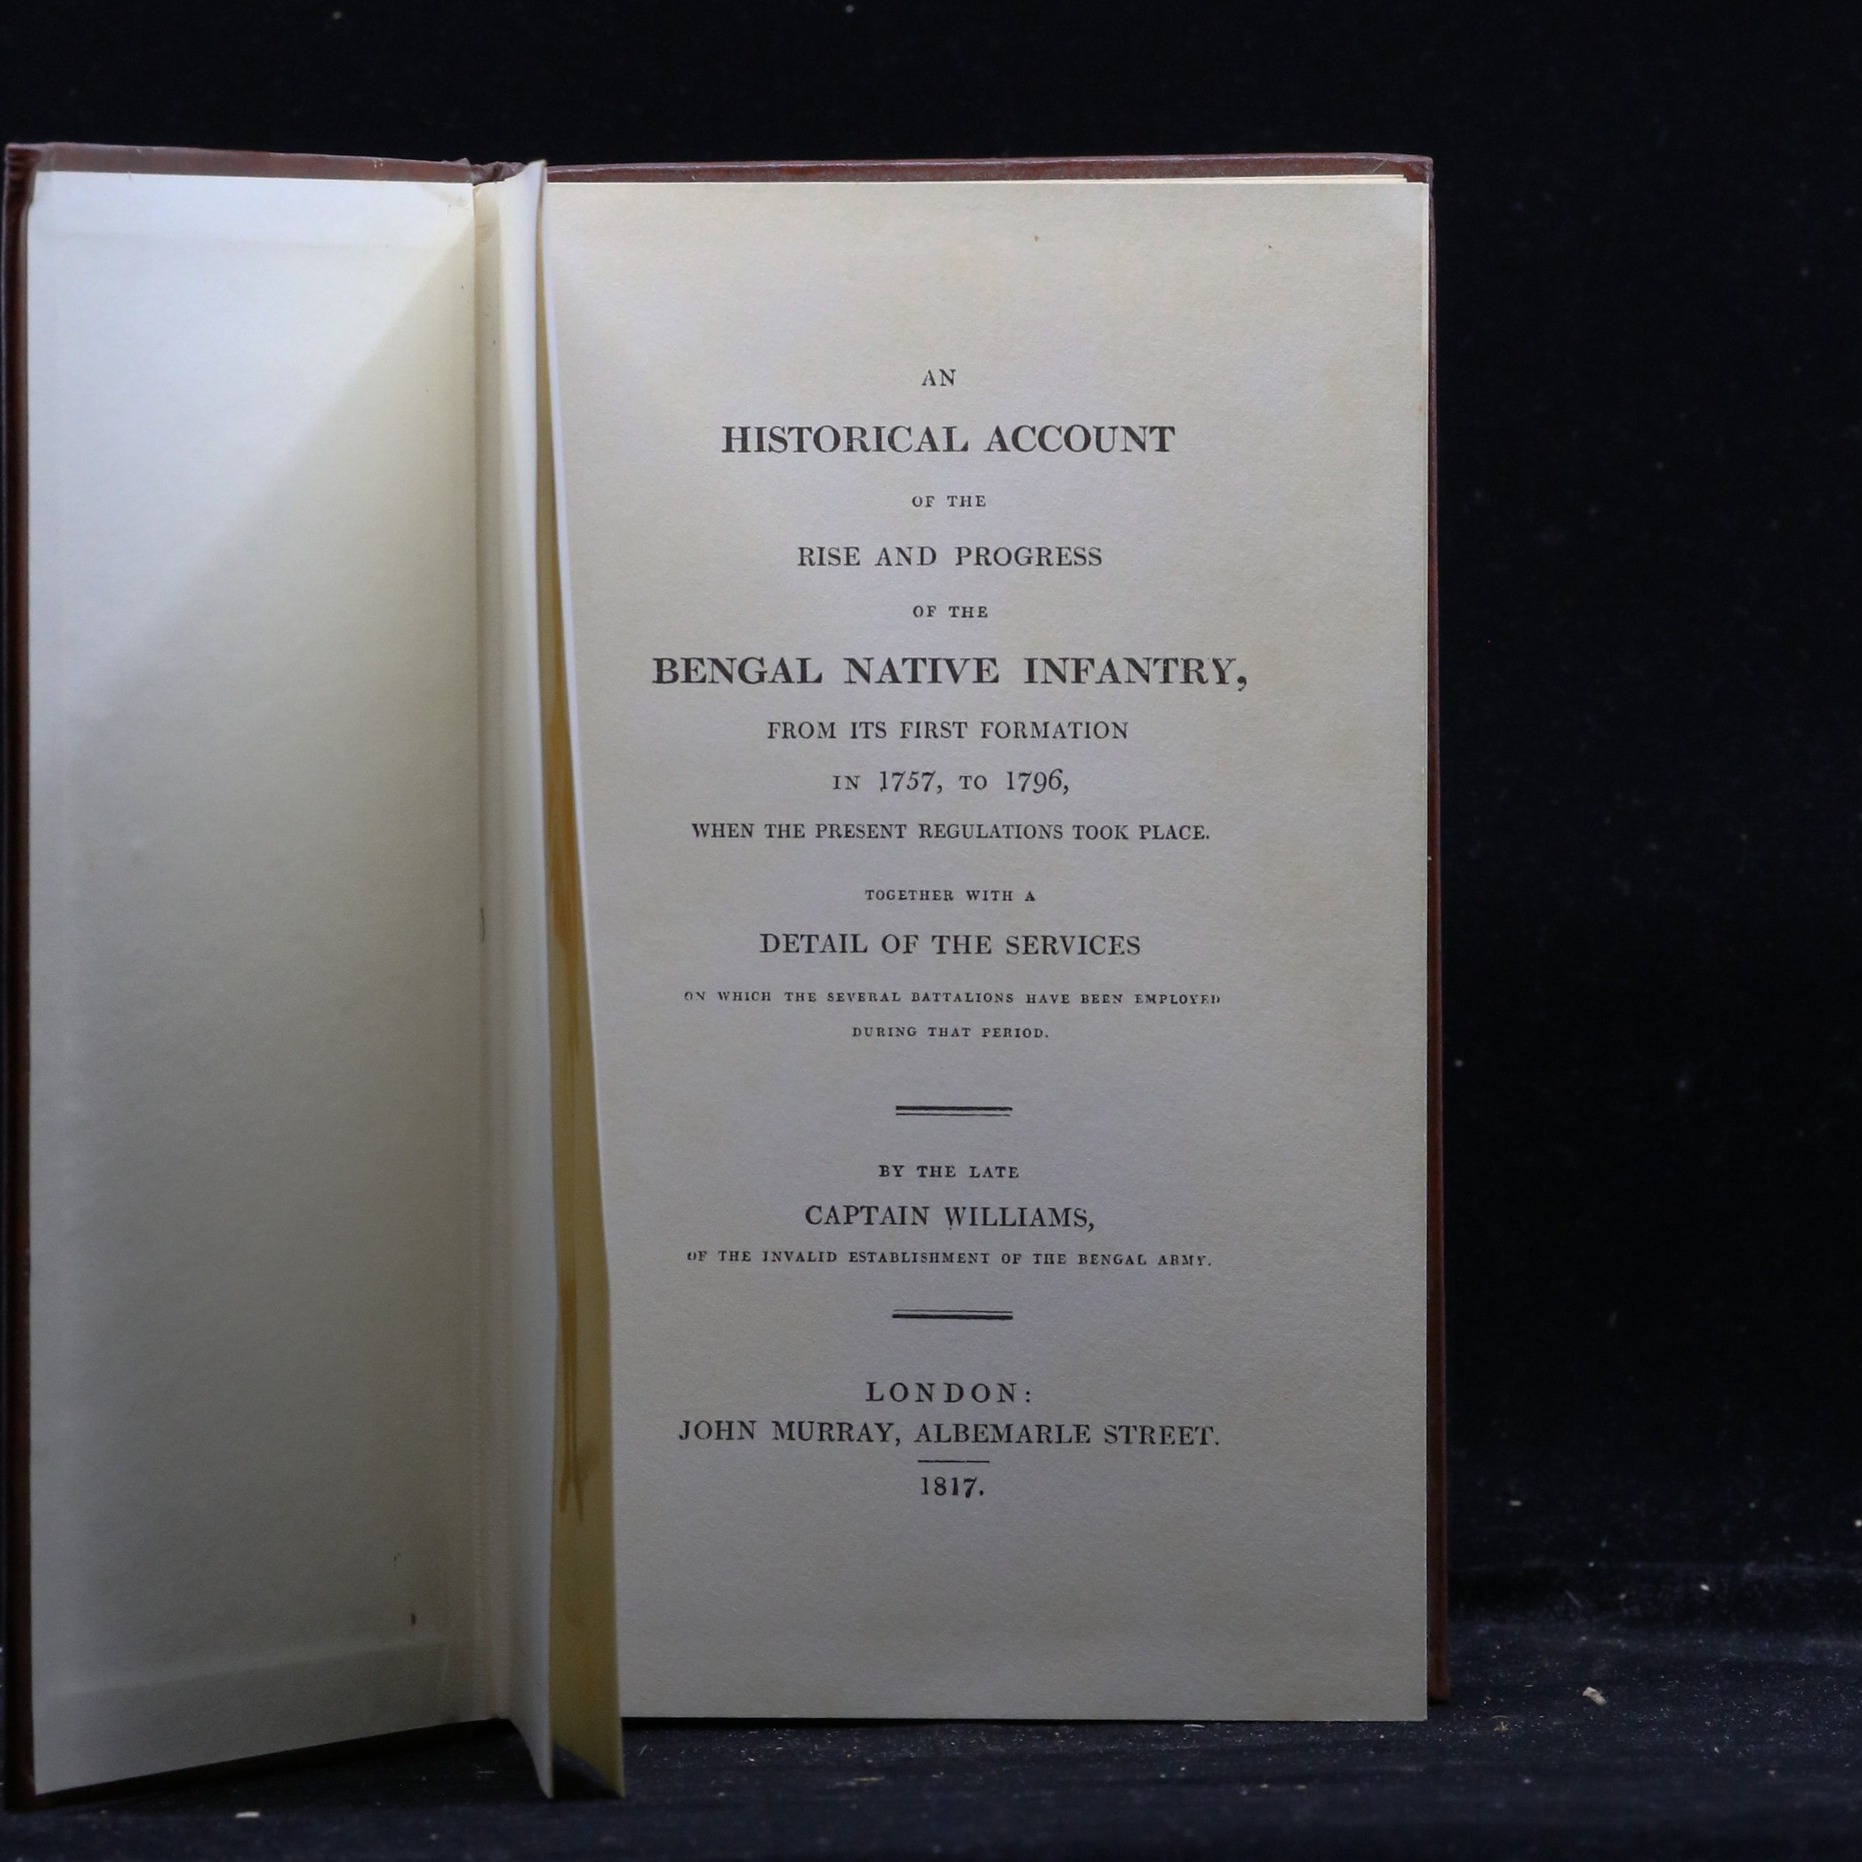 AN
HISTORICAL ACCOUNT
OF THE
RISE AND PROGRESS
OF THE
BENGAL NATIVE INFANTRY,
FROM ITS FIRST FORMATION
IN 1757, TO 1796,
WHEN THE PRESENT REGULATIONS TOOK PLACE.
TOGETHER WITH A
DETAIL OF THE SERVICES
ON WHICH THE SEVERAL BATTALIONS HAVE BEEN EMPLOYED
DURING THAT PERIOD.
BY THE LATE
CAPTAIN WILLIAMS,
OF THE INVALID ESTABLISHMENT OF THE BENGAL ARMY.
LONDON:
JOHN MURRAY, ALBEMARLE STREET.
1817.